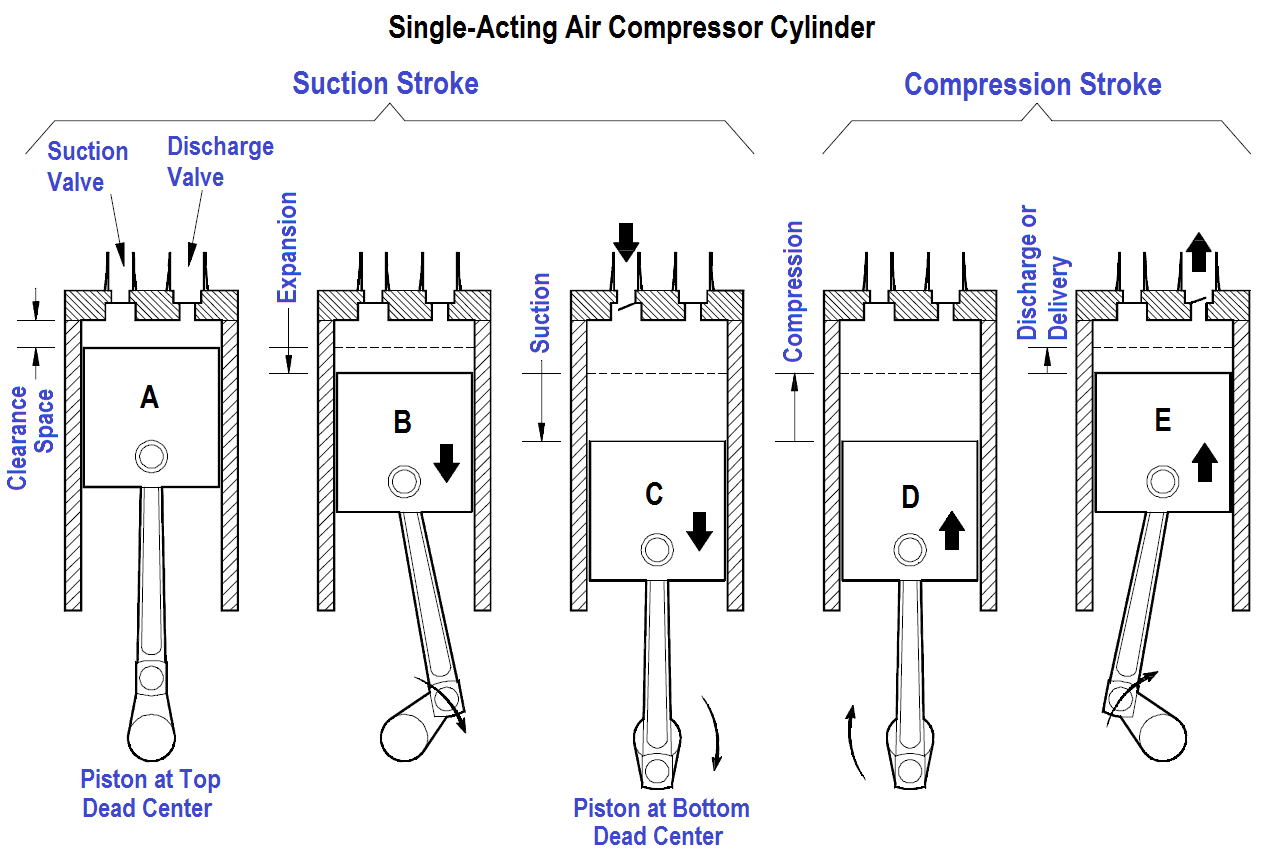 Single-Acting Air Compressor Cylinder
Suction Stroke
Compression Stroke
Suction
Valve
Discharge
Valve
Expansion
Suction
Compression
Discharge or
Delivery
Clearance
Space
A
B
C
D
E
Piston at Top
Dead Center
Piston at Bottom
Dead Center